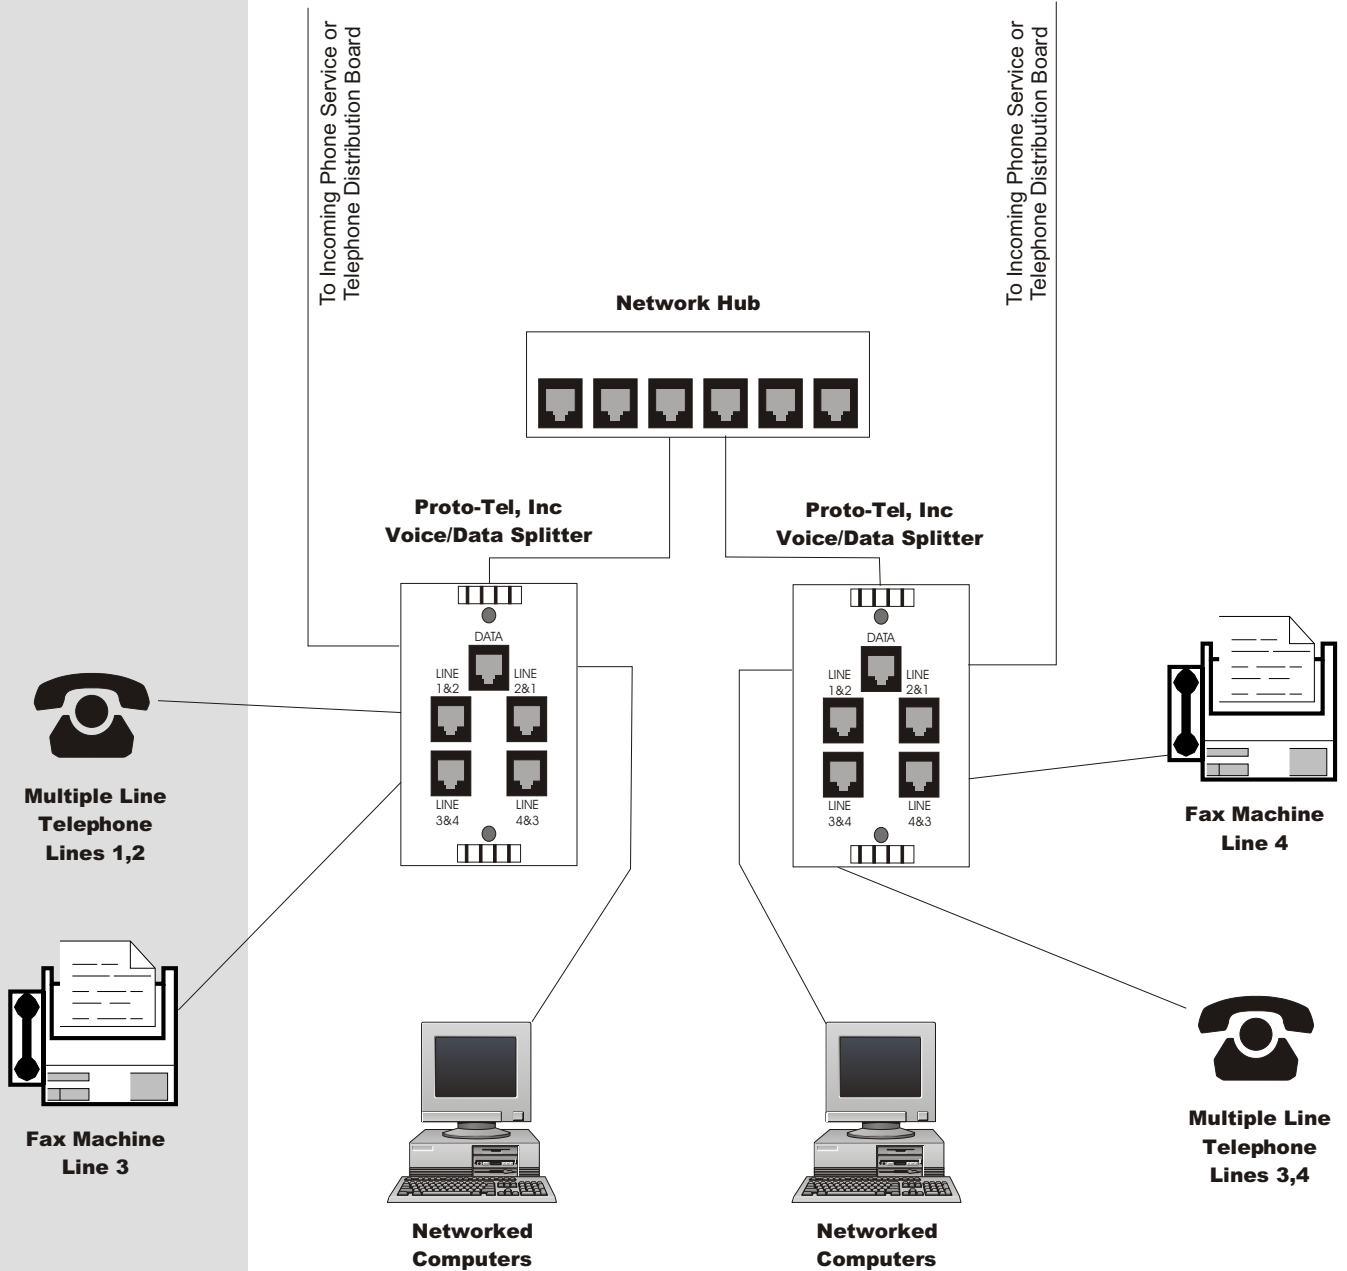 To Incoming Phone Service or
Telephone Distribution Board
To Incoming Phone Service or
Telephone Distribution Board
Network Hub
Proto-Tel, Inc
Voice/Data Splitter
Proto-Tel, Inc
Voice/Data Splitter
DATA
LINE
1&2
LINE
2&1
LINE
3&4
LINE
4&3
DATA
LINE
1&2
LINE
2&1
LINE
3&4
LINE
4&3
Multiple Line
Telephone
Lines 1,2
Fax Machine
Line 4
Fax Machine
Line 3
Multiple Line
Telephone
Lines 3,4
Networked
Computers
Networked
Computers